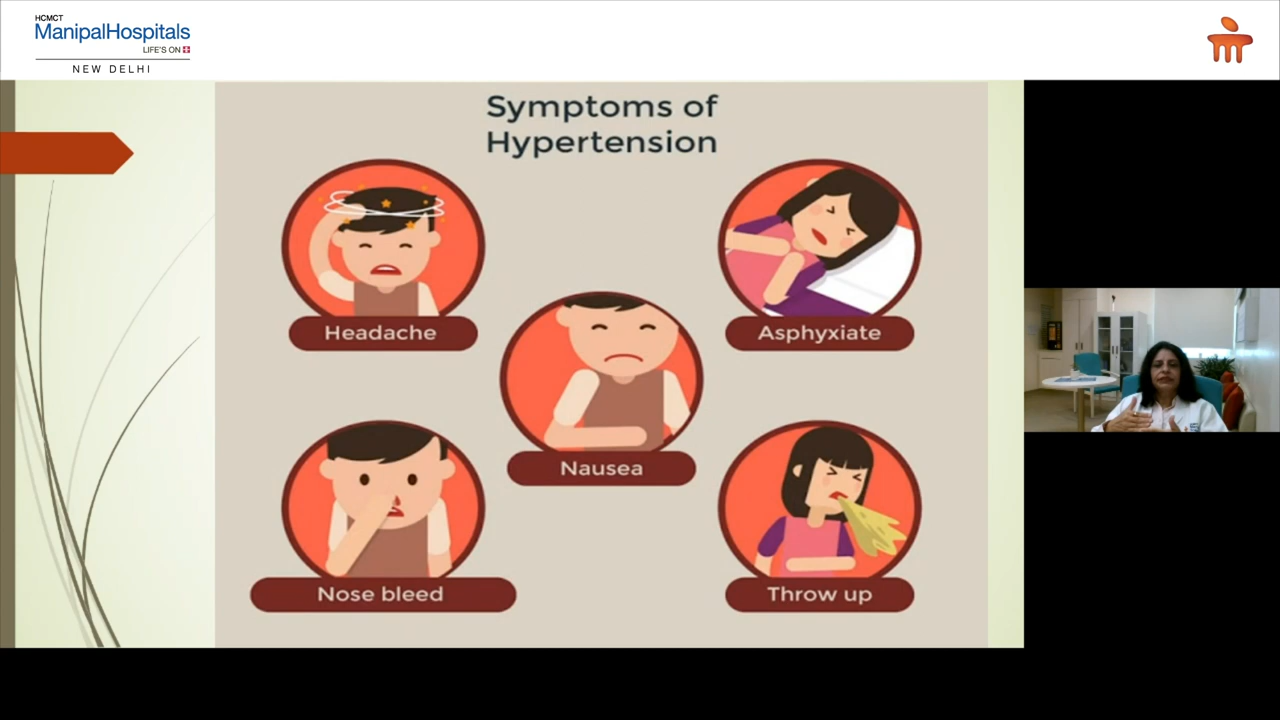 HCMCT
ManipalHospitals
LIFE'S ON
NEW DELHI
Symptoms of
Hypertension
Headache
Asphyxiate
Nausea
Nose bleed
Throw up